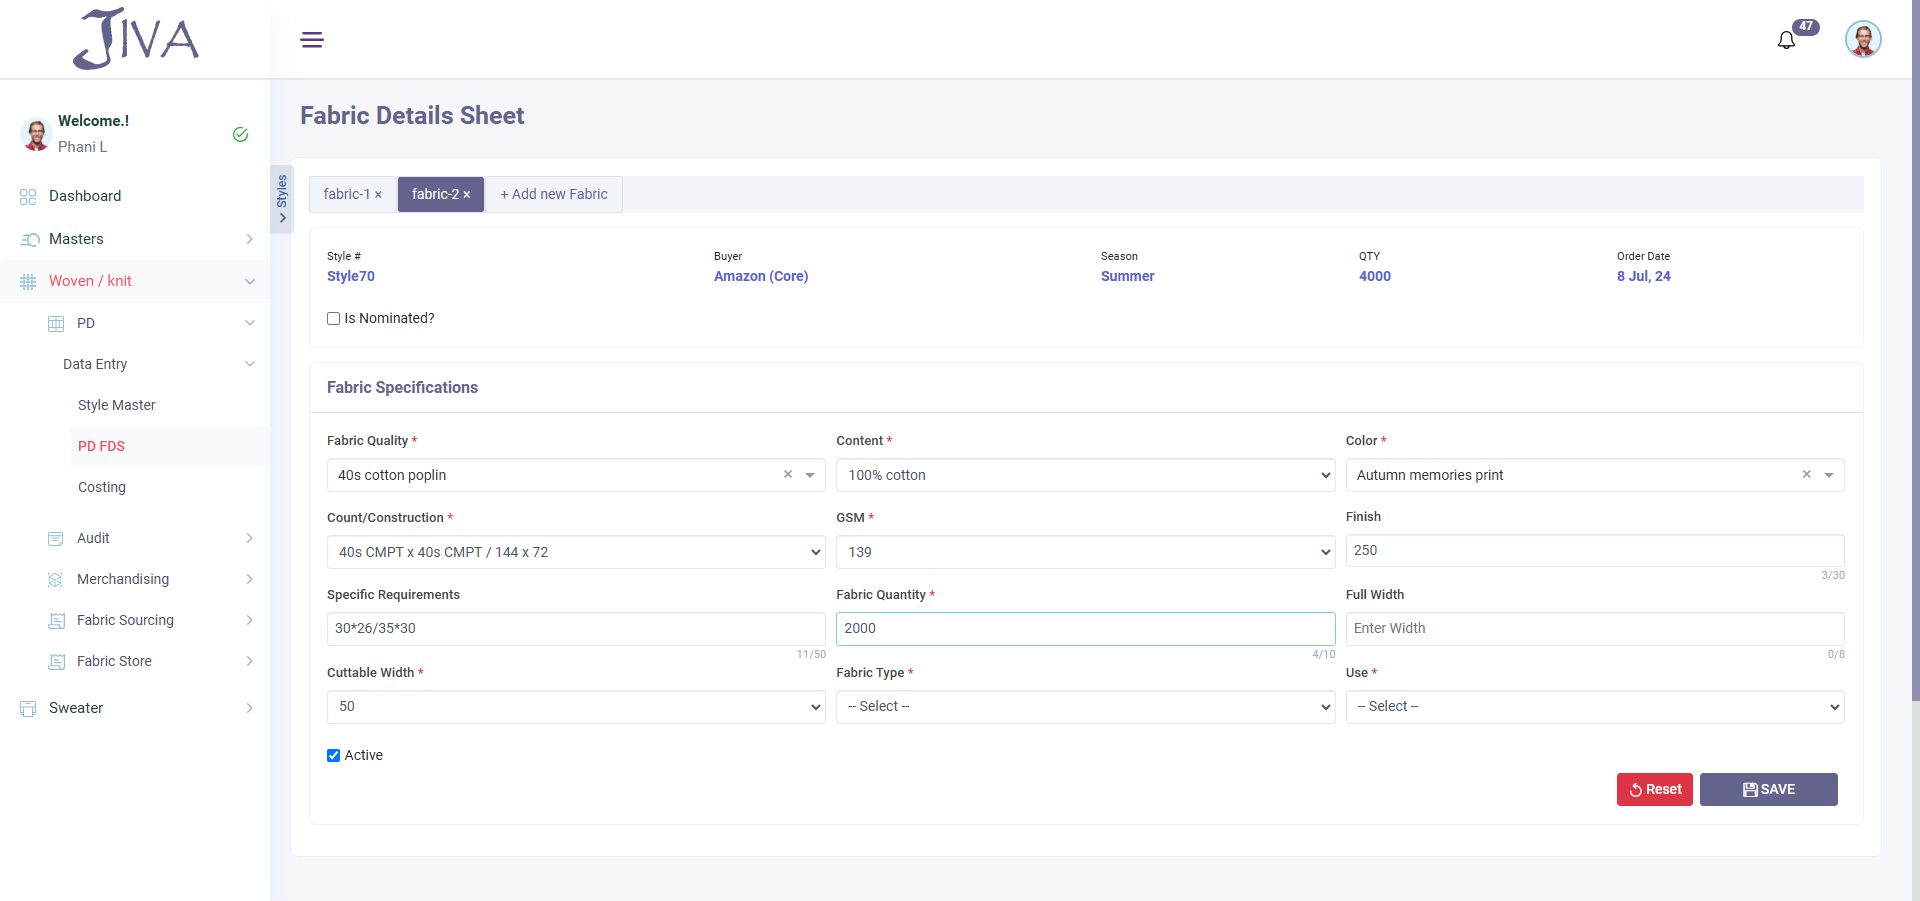 JIVA
47
Welcome.!
Phani L
Dashboard
Masters
Woven / knit
PD
Data Entry
Style Master
PD FDS
Costing
Audit
Merchandising
Fabric Sourcing
Fabric Store
Sweater
Styles
Fabric Details Sheet
fabric-1 × fabric-2 × + Add new Fabric
Style # Buyer Season QTY Order Date
Style70 Amazon (Core) Summer 4000 8 Jul, 24
Is Nominated?
Fabric Specifications
Fabric Quality * Content * Color *
40s cotton poplin × 100% cotton Autumn memories print ×
Count/Construction * GSM * Finish
40s CMPT x 40s CMPT / 144 x 72 139 250
3/30
Specific Requirements Fabric Quantity * Full Width
30*26/35*30 2000 Enter Width
11/50 4/10 0/8
Cuttable Width * Fabric Type * Use *
50 -- Select -- -- Select --
Active
Reset SAVE